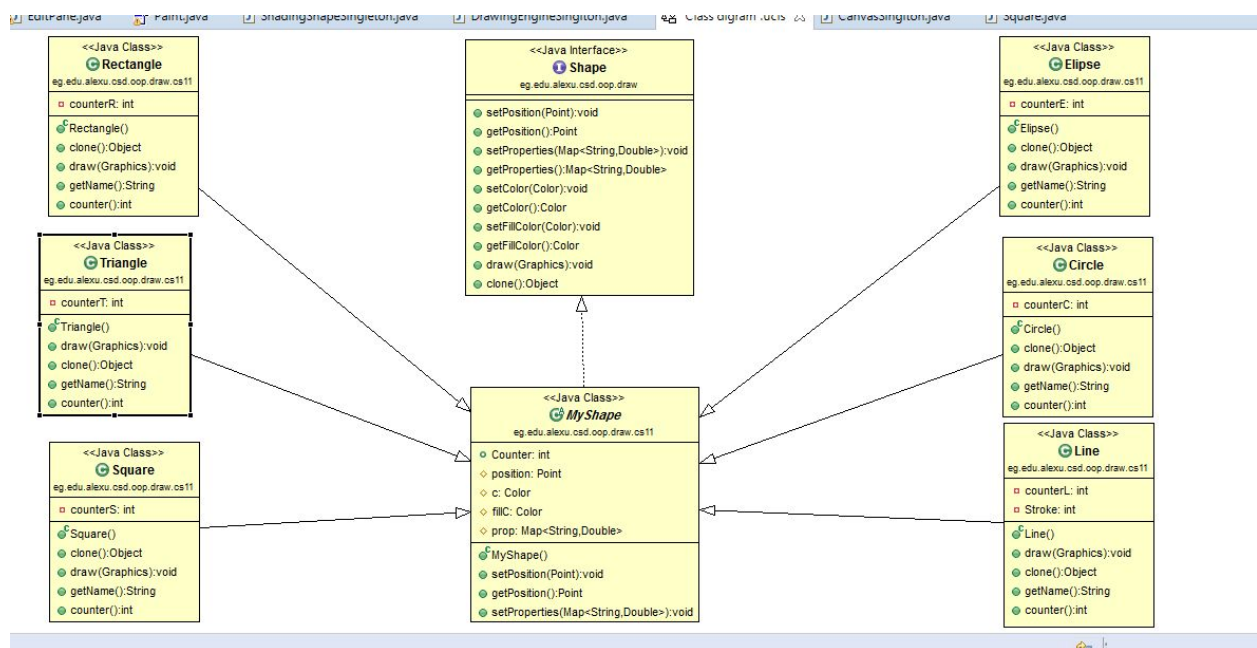 EditPane.java
Paint.java
ShadingShapeSingleton.java
DrawingEngineSinglton.java
Class digram .ucls
CanvasSinglton.java
Square.java
<<Java Class>>
Rectangle
eg.edu.alexu.csd.oop.draw.cs11
counterR: int
Rectangle()
clone():Object
draw(Graphics):void
getName():String
counter():int
<<Java Class>>
Triangle
eg.edu.alexu.csd.oop.draw.cs11
counterT: int
Triangle()
draw(Graphics):void
clone():Object
getName():String
counter():int
<<Java Class>>
Square
eg.edu.alexu.csd.oop.draw.cs11
counterS: int
Square()
clone():Object
draw(Graphics):void
getName():String
counter():int
<<Java Interface>>
Shape
eg.edu.alexu.csd.oop.draw
setPosition(Point):void
getPosition():Point
setProperties(Map<String,Double>):void
getProperties():Map<String,Double>
setColor(Color):void
getColor():Color
setFillColor(Color):void
getFillColor():Color
draw(Graphics):void
clone():Object
<<Java Class>>
MyShape
eg.edu.alexu.csd.oop.draw.cs11
Counter: int
position: Point
c: Color
fillC: Color
prop: Map<String,Double>
MyShape()
setPosition(Point):void
getPosition():Point
setProperties(Map<String,Double>):void
<<Java Class>>
Elipse
eg.edu.alexu.csd.oop.draw.cs11
counterE: int
Elipse()
clone():Object
draw(Graphics):void
getName():String
counter():int
<<Java Class>>
Circle
eg.edu.alexu.csd.oop.draw.cs11
counterC: int
Circle()
clone():Object
draw(Graphics):void
getName():String
counter():int
<<Java Class>>
Line
eg.edu.alexu.csd.oop.draw.cs11
counterL: int
Stroke: int
Line()
draw(Graphics):void
clone():Object
getName():String
counter():int